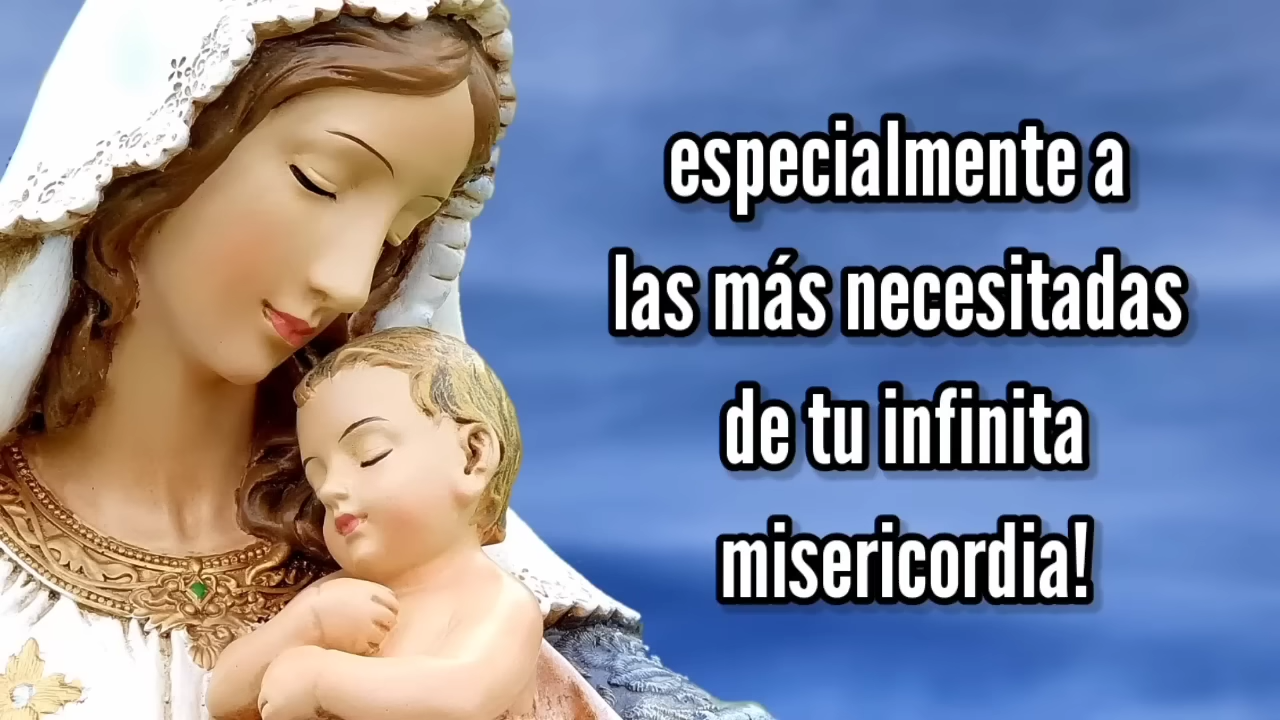 especialmente a
las más necesitadas
de tu infinita
misericordia!